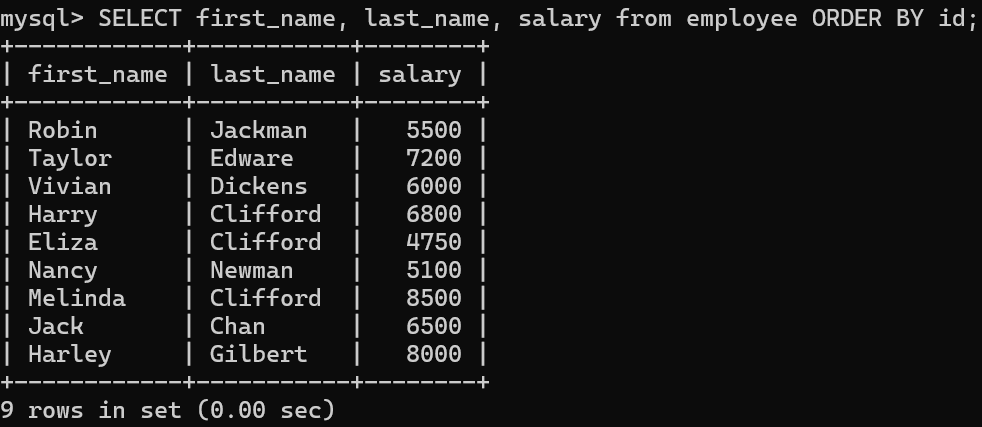 mysql> SELECT first_name, last_name, salary from employee ORDER BY id;
+------------+-----------+--------+
| first_name | last_name | salary |
+------------+-----------+--------+
| Robin      | Jackman   |   5500 |
| Taylor     | Edware    |   7200 |
| Vivian     | Dickens   |   6000 |
| Harry      | Clifford  |   6800 |
| Eliza      | Clifford  |   4750 |
| Nancy      | Newman    |   5100 |
| Melinda    | Clifford  |   8500 |
| Jack       | Chan      |   6500 |
| Harley     | Gilbert   |   8000 |
+------------+-----------+--------+
9 rows in set (0.00 sec)